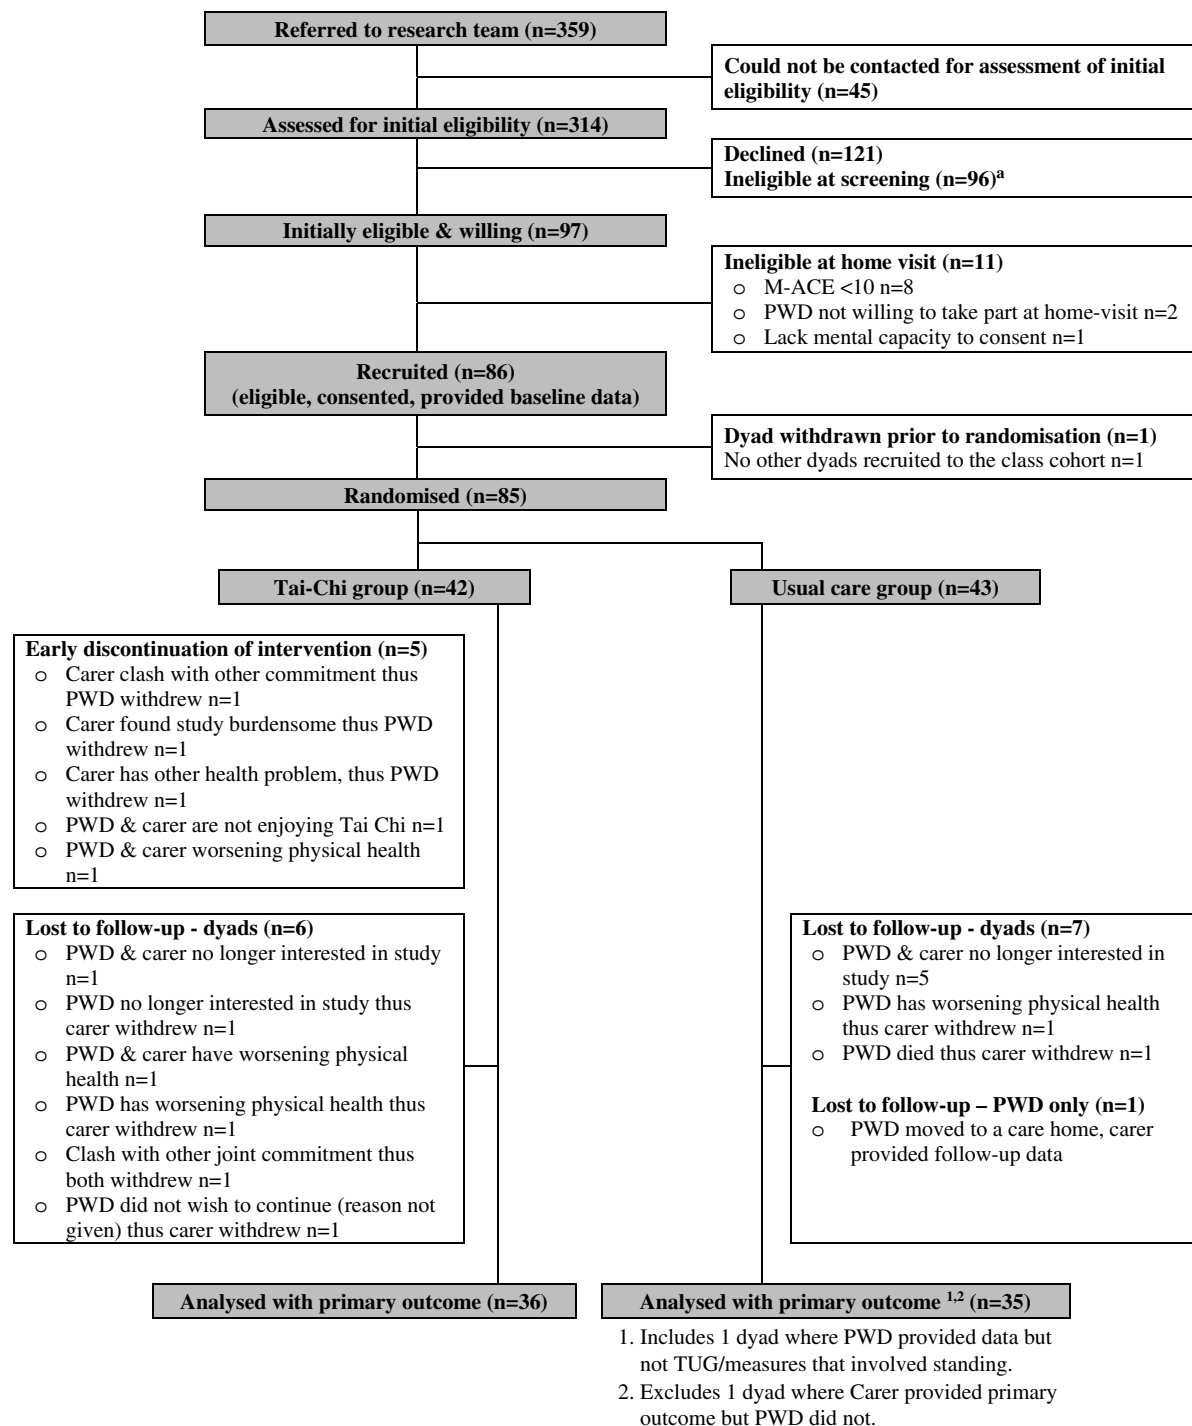 Referred to research team (n=359)
Could not be contacted for assessment of initial
eligibility (n=45)
Assessed for initial eligibility (n=314)
Declined (n=121)
Ineligible at screening (n=96)a
Initially eligible & willing (n=97)
Ineligible at home visit (n=11)
o M-ACE <10 n=8
o PWD not willing to take part at home-visit n=2
o Lack mental capacity to consent n=1
Recruited (n=86)
(eligible, consented, provided baseline data)
Dyad withdrawn prior to randomisation (n=1)
No other dyads recruited to the class cohort n=1
Randomised (n=85)
Tai-Chi group (n=42)
Usual care group (n=43)
Early discontinuation of intervention (n=5)
o Carer clash with other commitment thus
PWD withdrew n=1
o Carer found study burdensome thus PWD
withdrew n=1
o Carer has other health problem, thus PWD
withdrew n=1
o PWD & carer are not enjoying Tai Chi n=1
o PWD & carer worsening physical health
n=1
Lost to follow-up - dyads (n=6)
o PWD & carer no longer interested in study
n=1
o PWD no longer interested in study thus
carer withdrew n=1
o PWD & carer have worsening physical
health n=1
o PWD has worsening physical health thus
carer withdrew n=1
o Clash with other joint commitment thus
both withdrew n=1
o PWD did not wish to continue (reason not
given) thus carer withdrew n=1
Lost to follow-up - dyads (n=7)
o PWD & carer no longer interested in
study n=5
o PWD has worsening physical health
thus carer withdrew n=1
o PWD died thus carer withdrew n=1
Lost to follow-up – PWD only (n=1)
o PWD moved to a care home, carer
provided follow-up data
Analysed with primary outcome (n=36)
Analysed with primary outcome 1,2 (n=35)
1. Includes 1 dyad where PWD provided data but
not TUG/measures that involved standing.
2. Excludes 1 dyad where Carer provided primary
outcome but PWD did not.